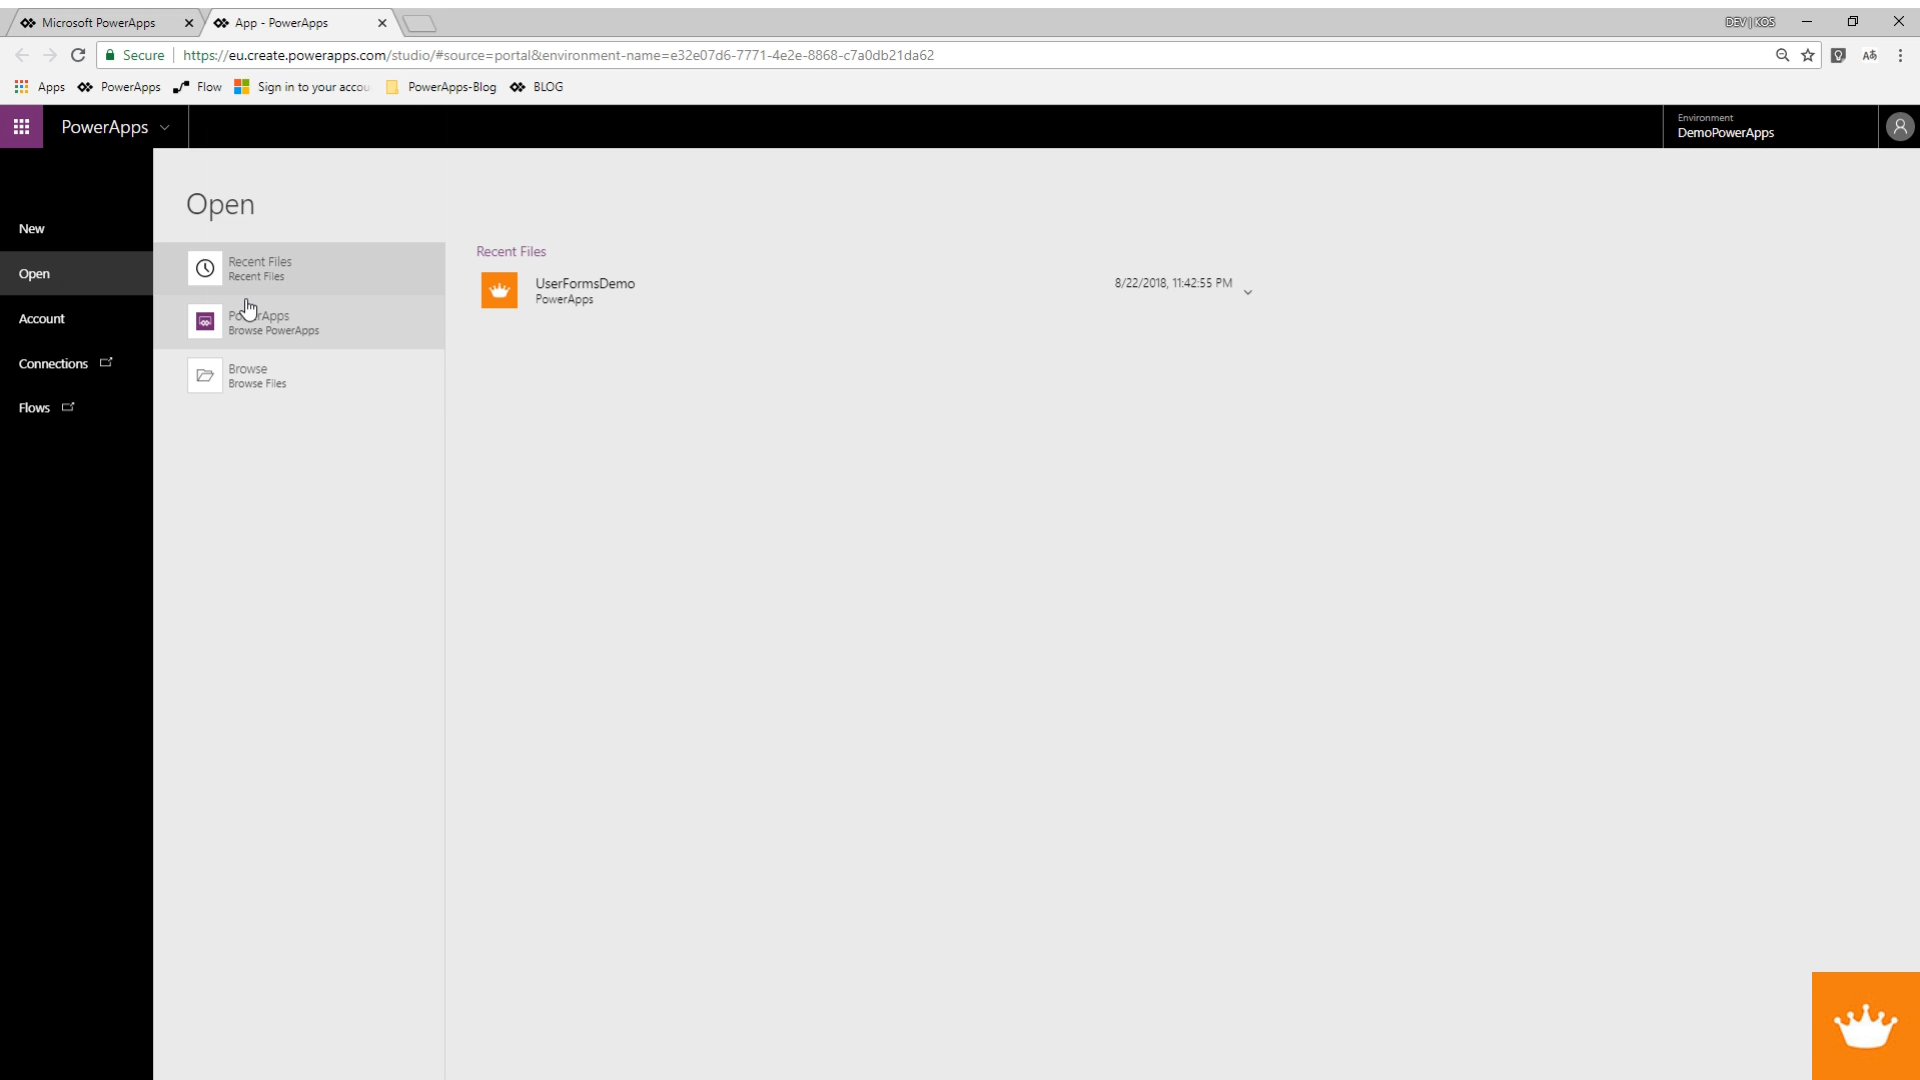 Microsoft PowerApps
App - PowerApps
DEV | KOS
Secure
https://eu.create.powerapps.com/studio/#source=portal&environment-name=e32e07d6-7771-4e2e-8868-c7a0db21da62
Apps
PowerApps
Flow
Sign in to your accou
PowerApps-Blog
BLOG
PowerApps
Environment
DemoPowerApps
Open
New
Open
Account
Connections
Flows
Recent Files
Recent Files
PowerApps
Browse PowerApps
Browse
Browse Files
Recent Files
UserFormsDemo
PowerApps
8/22/2018, 11:42:55 PM